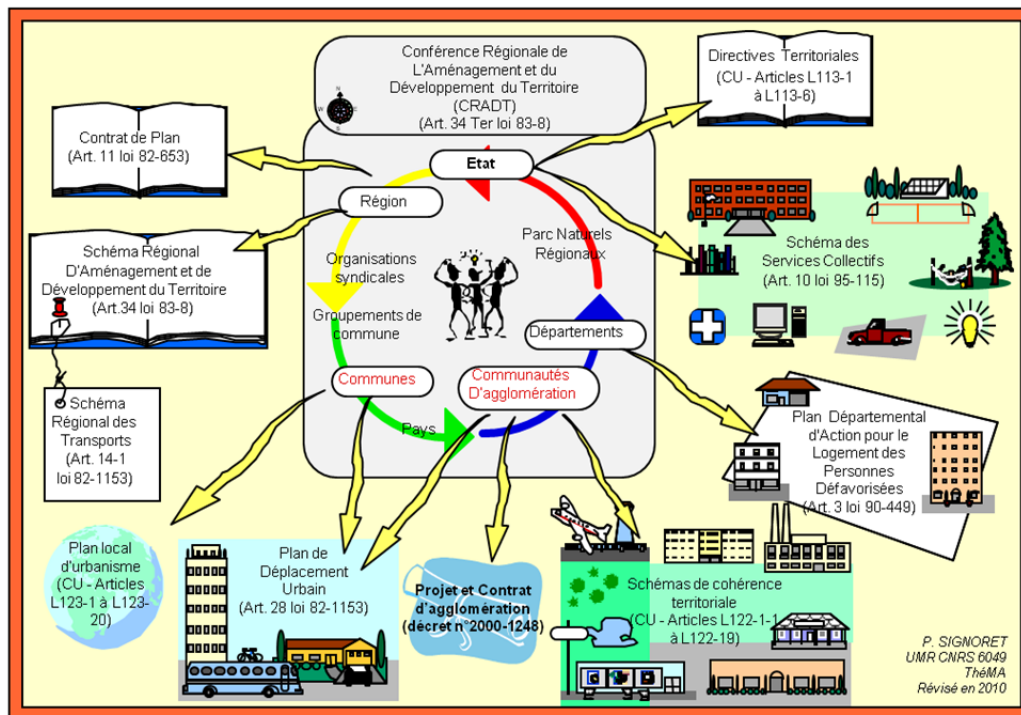 Conférence Régionale de
L'Aménagement et du
Développement du Territoire
(CRADT)
(Art. 34 Ter loi 83-8)
Directives Territoriales
(CU - Articles L113-1
à L113-6)
Contrat de Plan
(Art. 11 loi 82-653)
Etat
Région
Schéma Régional
D'Aménagement et de
Développement du Territoire
(Art.34 loi 83-8)
Organisations
syndicales
Groupements de
commune
Parc Naturels
Régionaux
Départements
Communes
Communautés
D'agglomération
Pays
Schéma des
Services Collectifs
(Art. 10 loi 95-115)
Schéma
Régional des
Transports
(Art. 14-1
loi 82-1153)
Plan Départemental
d'Action pour le
Logement des
Personnes
Défavorisées
(Art. 3 loi 90-449)
Plan local
d'urbanisme
(CU - Articles
L123-1 à L123-
20)
Plan de
Déplacement
Urbain
(Art. 28 loi 82-1153)
Projet et Contrat
d'agglomération
(décret n°2000-1248)
Schémas de cohérence
territoriale
(CU - Articles L122-1-1
à L122-19)
P. SIGNORET
UMR CNRS 6049
ThéMA
Révisé en 2010